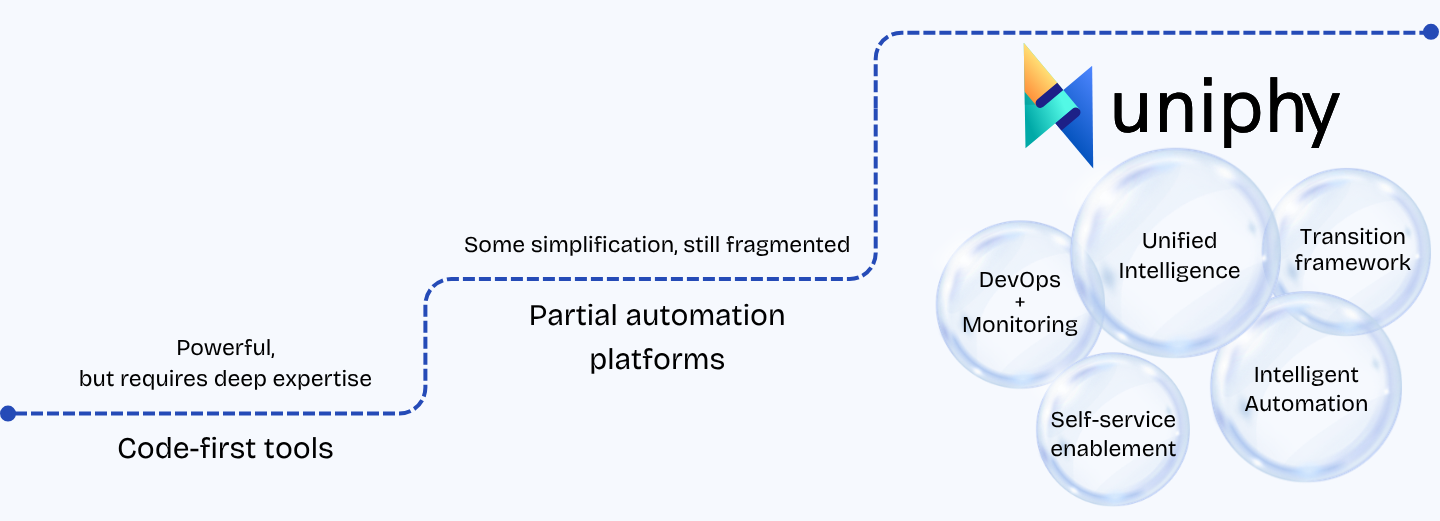 Powerful,
but requires deep expertise
Code-first tools
Some simplification, still fragmented
Partial automation
platforms
uniphy
DevOps
+
Monitoring
Unified
Intelligence
Transition
framework
Self-service
enablement
Intelligent
Automation